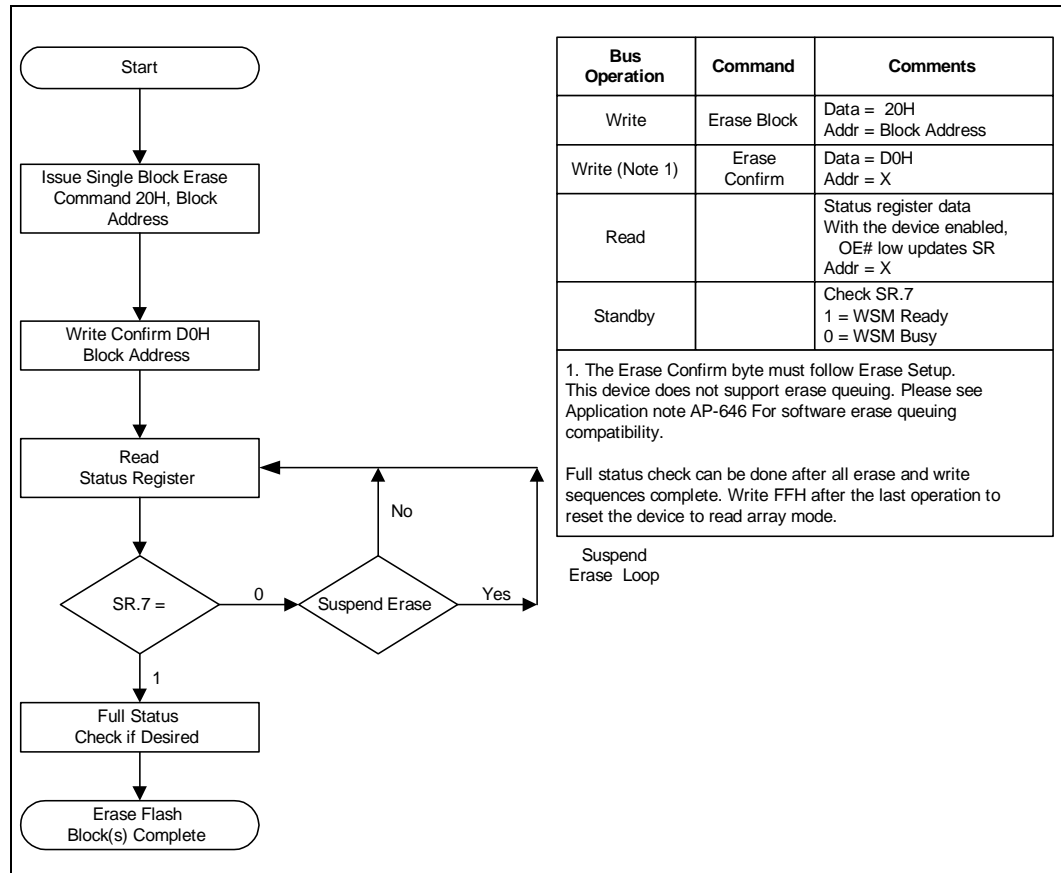 Start
Issue Single Block Erase
Command 20H, Block
Address
Write Confirm D0H
Block Address
Read
Status Register
No
SR.7 =
0
Suspend Erase
Yes
1
Full Status
Check if Desired
Erase Flash
Block(s) Complete
Suspend
Erase Loop
Bus
Operation
Command
Comments
Write
Erase Block
Data = 20H
Addr = Block Address
Write (Note 1)
Erase
Confirm
Data = D0H
Addr = X
Read
Status register data
With the device enabled,
OE# low updates SR
Addr = X
Standby
Check SR.7
1 = WSM Ready
0 = WSM Busy
1. The Erase Confirm byte must follow Erase Setup.
This device does not support erase queuing. Please see
Application note AP-646 For software erase queuing
compatibility.
Full status check can be done after all erase and write
sequences complete. Write FFH after the last operation to
reset the device to read array mode.